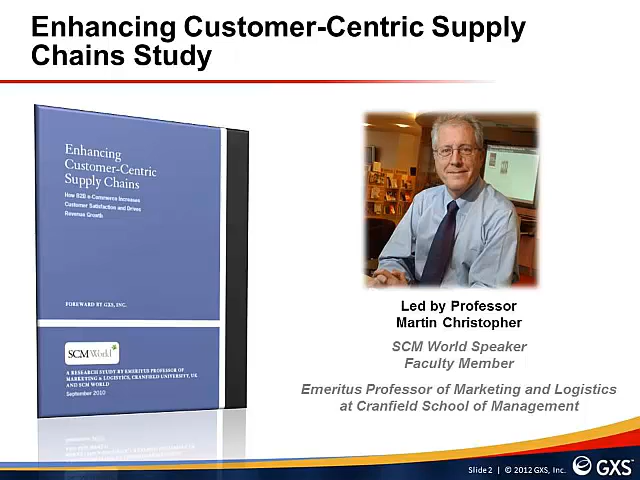 Enhancing Customer-Centric Supply
Chains Study
Enhancing
Customer-Centric
Supply Chains
How B2B e-Commerce Increases
Customer Satisfaction and Drives
Revenue Growth
FOREWORD BY GXS, INC.
SCM World
A RESEARCH STUDY BY EMERITUS PROFESSOR OF
MARKETING & LOGISTICS, CRANFIELD UNIVERSITY, UK
AND SCM WORLD
September 2010
Led by Professor
Martin Christopher
SCM World Speaker
Faculty Member
Emeritus Professor of Marketing and Logistics
at Cranfield School of Management
Slide 2 | © 2012 GXS, Inc.
GXS™